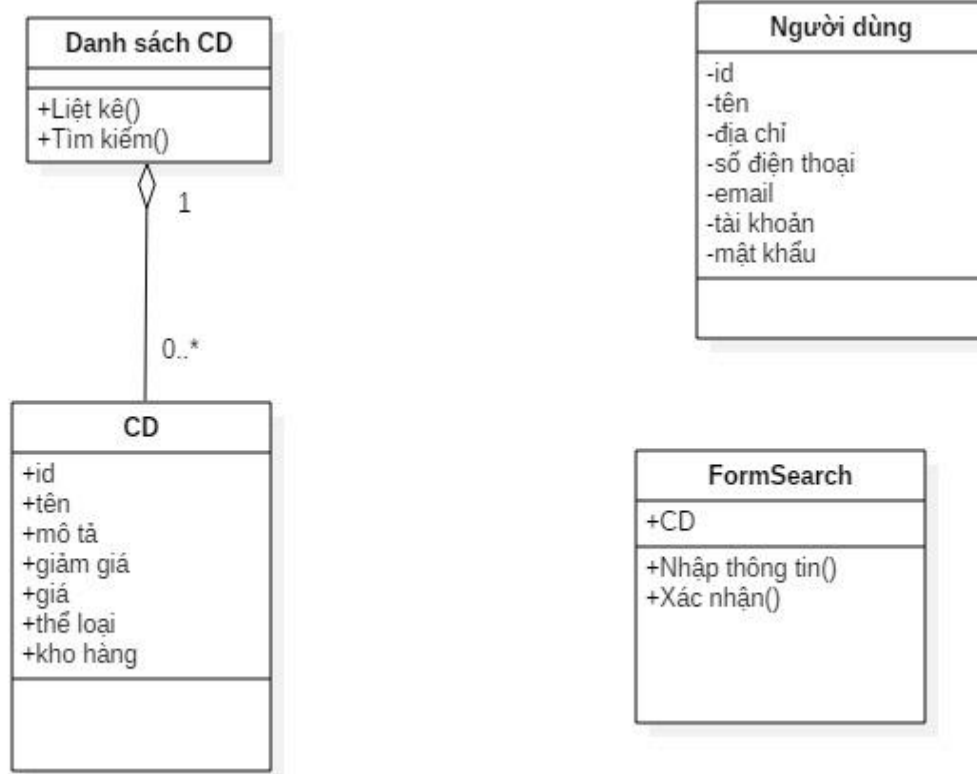 Danh sách CD
+Liệt kê()
+Tìm kiếm()
1
0..*
CD
+id
+tên
+mô tả
+giảm giá
+giá
+thể loại
+kho hàng
Người dùng
-id
-tên
-địa chỉ
-số điện thoại
-email
-tài khoản
-mật khẩu
FormSearch
+CD
+Nhập thông tin()
+Xác nhận()